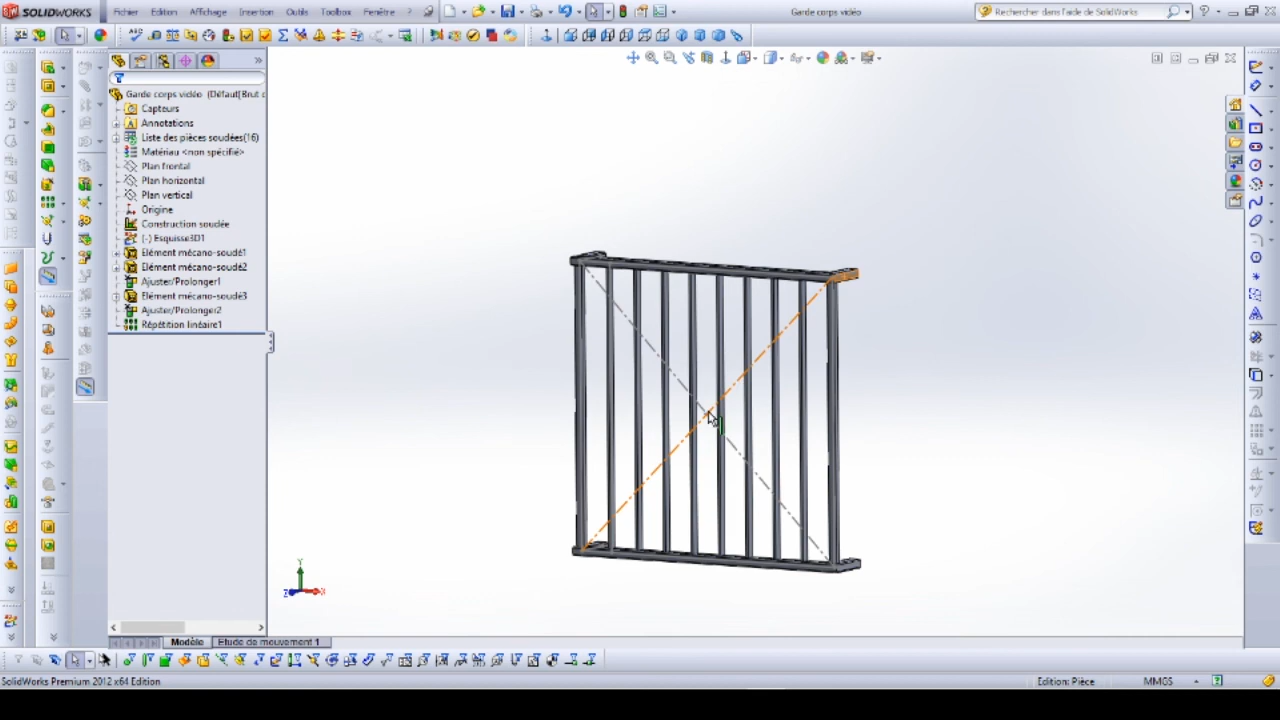 SOLIDWORKS Fichier Edition Affichage Insertion Outils Toolbox Fenêtre ? Garde corps vidéo Rechercher dans l'aide de SolidWorks
Garde corps vidéo (Défaut[Brut c
Capteurs
Annotations
Liste des pièces soudées(16)
Matériau <non spécifié>
Plan frontal
Plan horizontal
Plan vertical
Origine
Construction soudée
(-) Esquisse3D1
Elément mécano-soudé1
Elément mécano-soudé2
Ajuster/Prolonger1
Elément mécano-soudé3
Ajuster/Prolonger2
Répétition linéaire1
Y
Z X
Modèle Etude de mouvement 1
SolidWorks Premium 2012 x64 Edition Edition: Pièce MMGS